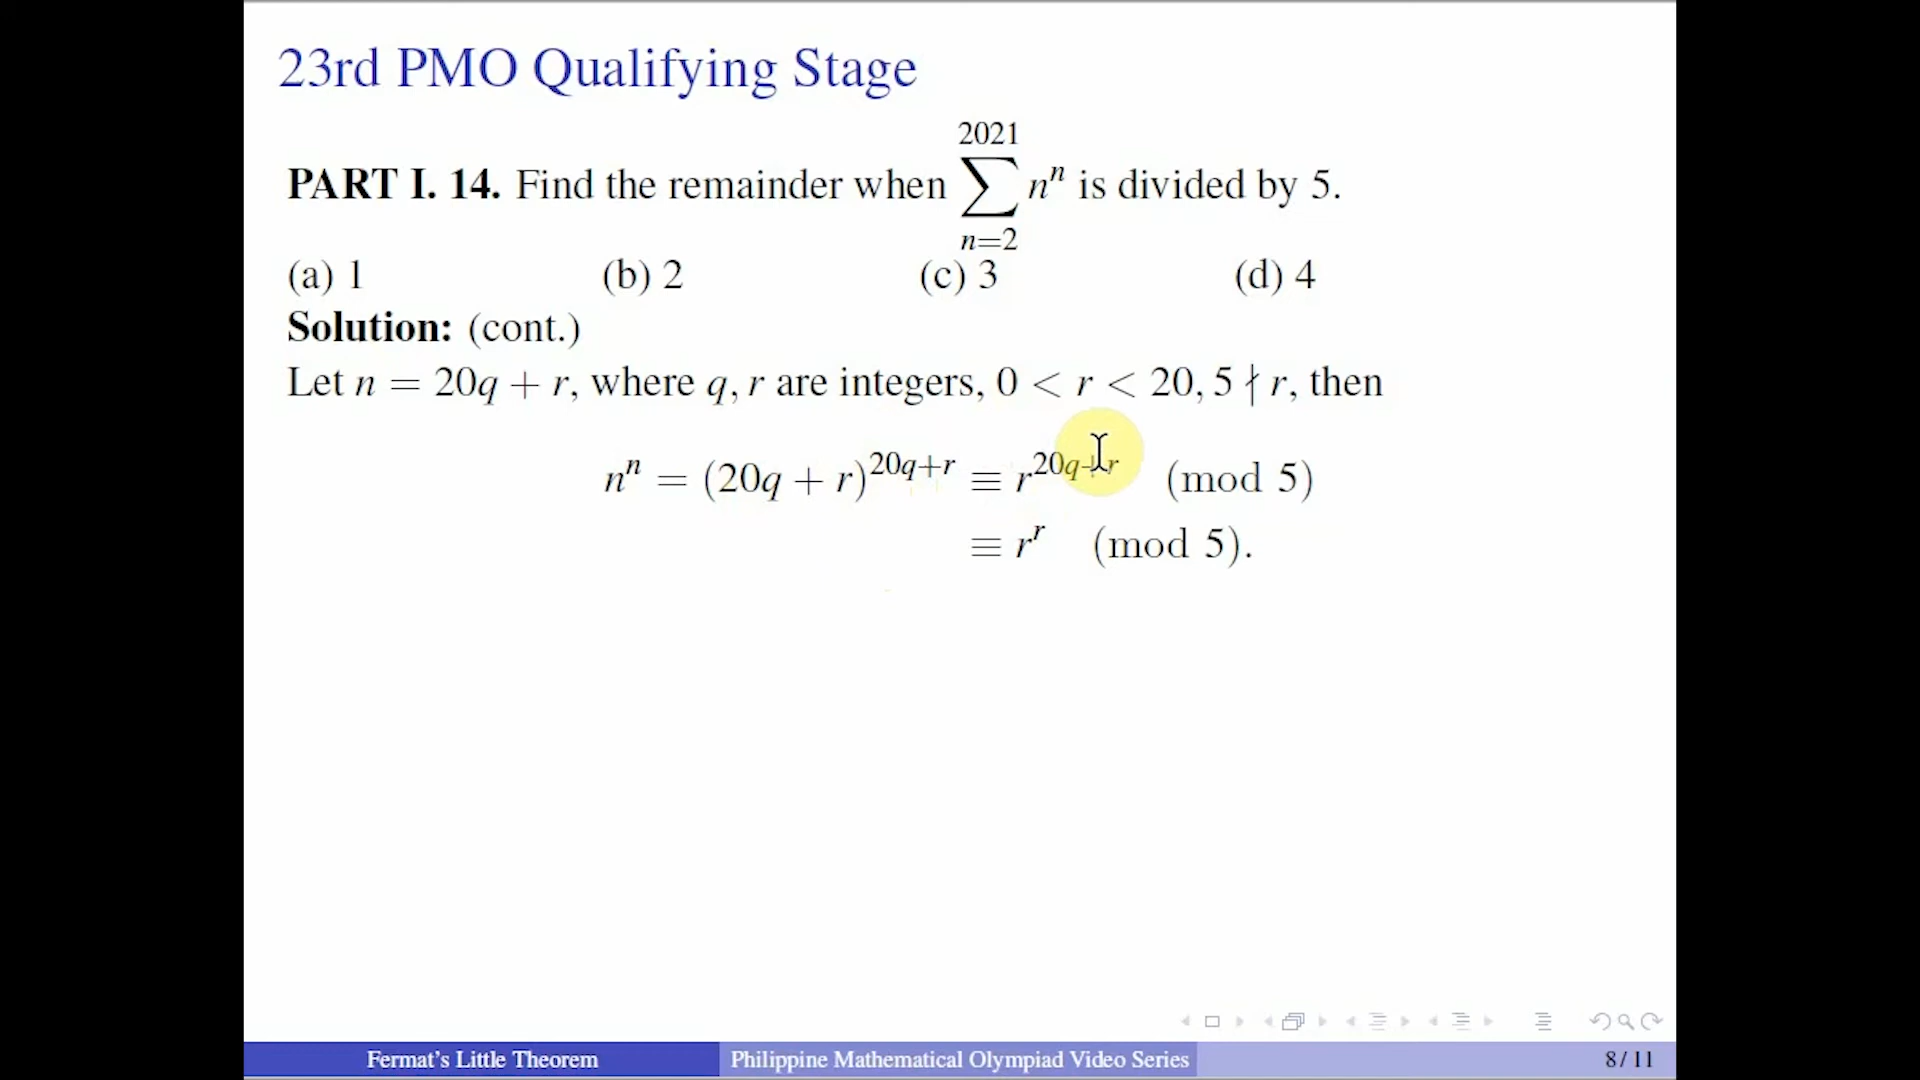 23rd PMO Qualifying Stage
PART I. 14. Find the remainder when \sum_{n=2}^{2021} n^n is divided by 5.
(a) 1 (b) 2 (c) 3 (d) 4
Solution: (cont.)
Let n = 20q + r, where q, r are integers, 0 < r < 20, 5 ∤ r, then
n^n = (20q + r)^{20q+r} ≡ r^{20q+r} (mod 5)
≡ r^r (mod 5).
Fermat's Little Theorem Philippine Mathematical Olympiad Video Series 8 / 11